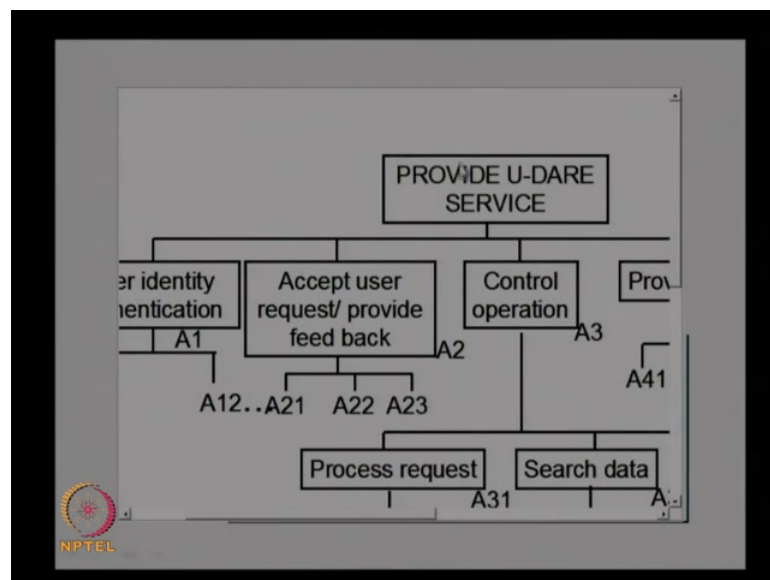 PROVIDE U-DARE
SERVICE
er identity
hentication
A1
Accept user
request/ provide
feed back
A2
Control
operation
A3
Prov
A12..
A21
A22
A23
A41
Process request
A31
Search data
A
NPTEL